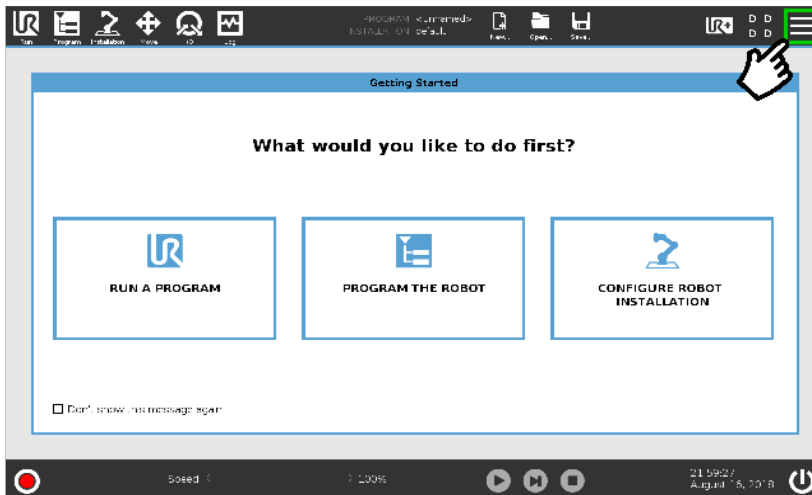 Run Program Installation Move I/O Log
PROGRAM <unnamed>
INSTALLATION default
New... Open... Save...
UR+
D D
D D
Getting Started
What would you like to do first?
RUN A PROGRAM
PROGRAM THE ROBOT
CONFIGURE ROBOT
INSTALLATION
Don't show this message again
Speed 100%
21:59:27
August 16, 2018